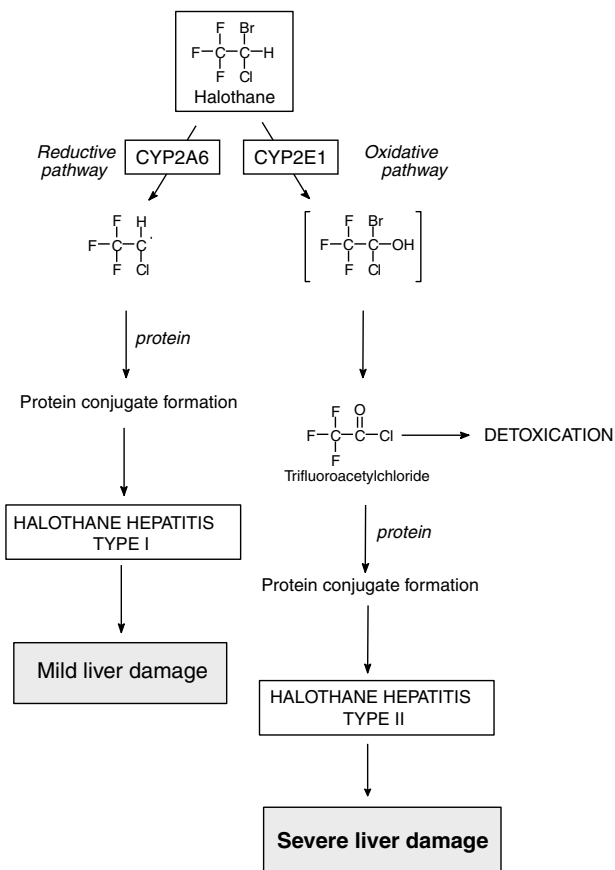 Br
F C C H
F
F Cl
Halothane
Reductive
pathway
CYP2A6
CYP2E1
Oxidative
pathway
F H
F C C ·
F Cl
F Br
F C C OH
F Cl
protein
Protein conjugate formation
F O
F C C Cl
F
Trifluoroacetylchloride
DETOXICATION
HALOTHANE HEPATITIS
TYPE I
protein
Protein conjugate formation
Mild liver damage
HALOTHANE HEPATITIS
TYPE II
Severe liver damage